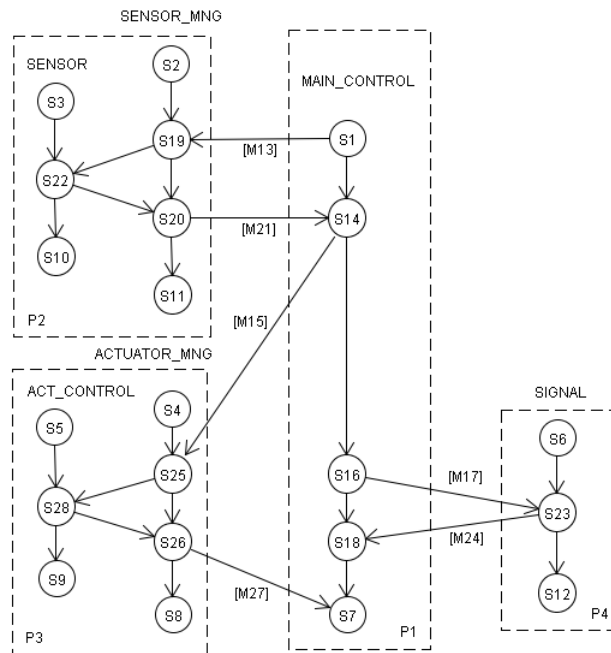 SENSOR_MNG
SENSOR
S2
MAIN_CONTROL
S3
S19
[M13]
S1
S22
S20
[M21]
S14
S10
S11
P2
[M15]
ACTUATOR_MNG
ACT_CONTROL
S4
SIGNAL
S5
S6
S25
S16
[M17]
S28
S23
S26
S18
[M24]
S9
[M27]
S12
S8
S7
P3
P1
P4